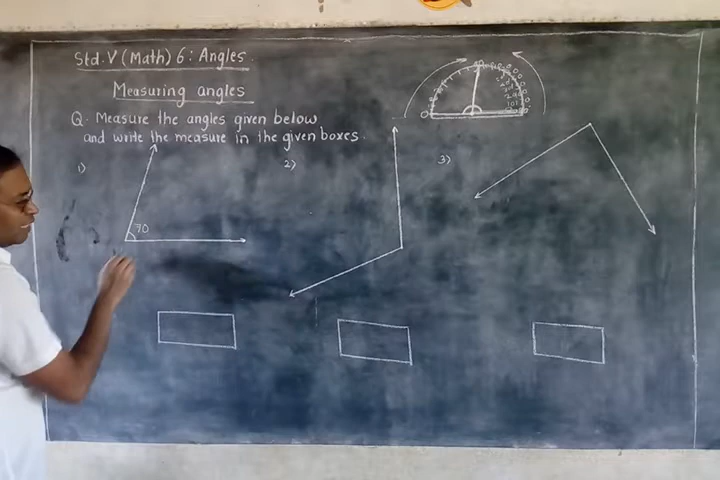 Std. V (Math) 6: Angles.
Measuring angles
Q. Measure the angles given below
and write the measure in the given boxes.
1)
2)
3)
70